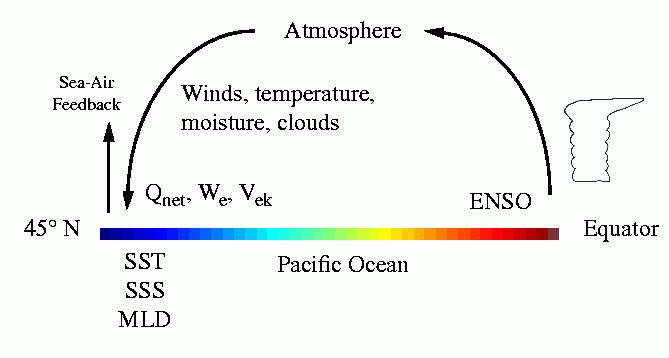 Atmosphere
Sea-Air
Feedback
Winds, temperature,
moisture, clouds
Qnet, We, Vek
ENSO
45° N
Equator
SST
SSS
MLD
Pacific Ocean